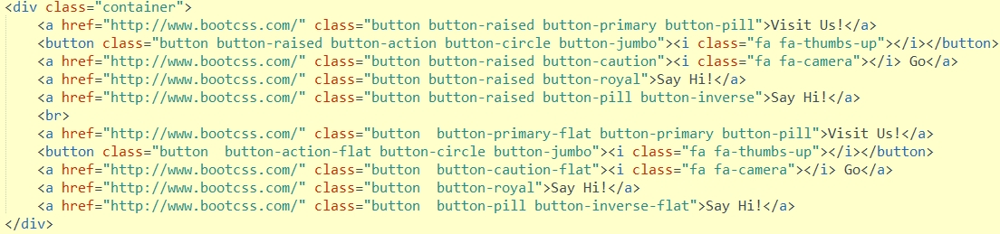 <div class="container">
    <a href="http://www.bootcss.com/" class="button button-raised button-primary button-pill">Visit Us!</a>
    <button class="button button-raised button-action button-circle button-jumbo"><i class="fa fa-thumbs-up"></i></button>
    <a href="http://www.bootcss.com/" class="button button-raised button-caution"><i class="fa fa-camera"></i> Go</a>
    <a href="http://www.bootcss.com/" class="button button-raised button-royal">Say Hi!</a>
    <a href="http://www.bootcss.com/" class="button button-raised button-pill button-inverse">Say Hi!</a>
    <br>
    <a href="http://www.bootcss.com/" class="button  button-primary-flat button-primary button-pill">Visit Us!</a>
    <button class="button  button-action-flat button-circle button-jumbo"><i class="fa fa-thumbs-up"></i></button>
    <a href="http://www.bootcss.com/" class="button  button-caution-flat"><i class="fa fa-camera"></i> Go</a>
    <a href="http://www.bootcss.com/" class="button  button-royal">Say Hi!</a>
    <a href="http://www.bootcss.com/" class="button  button-pill button-inverse-flat">Say Hi!</a>
</div>